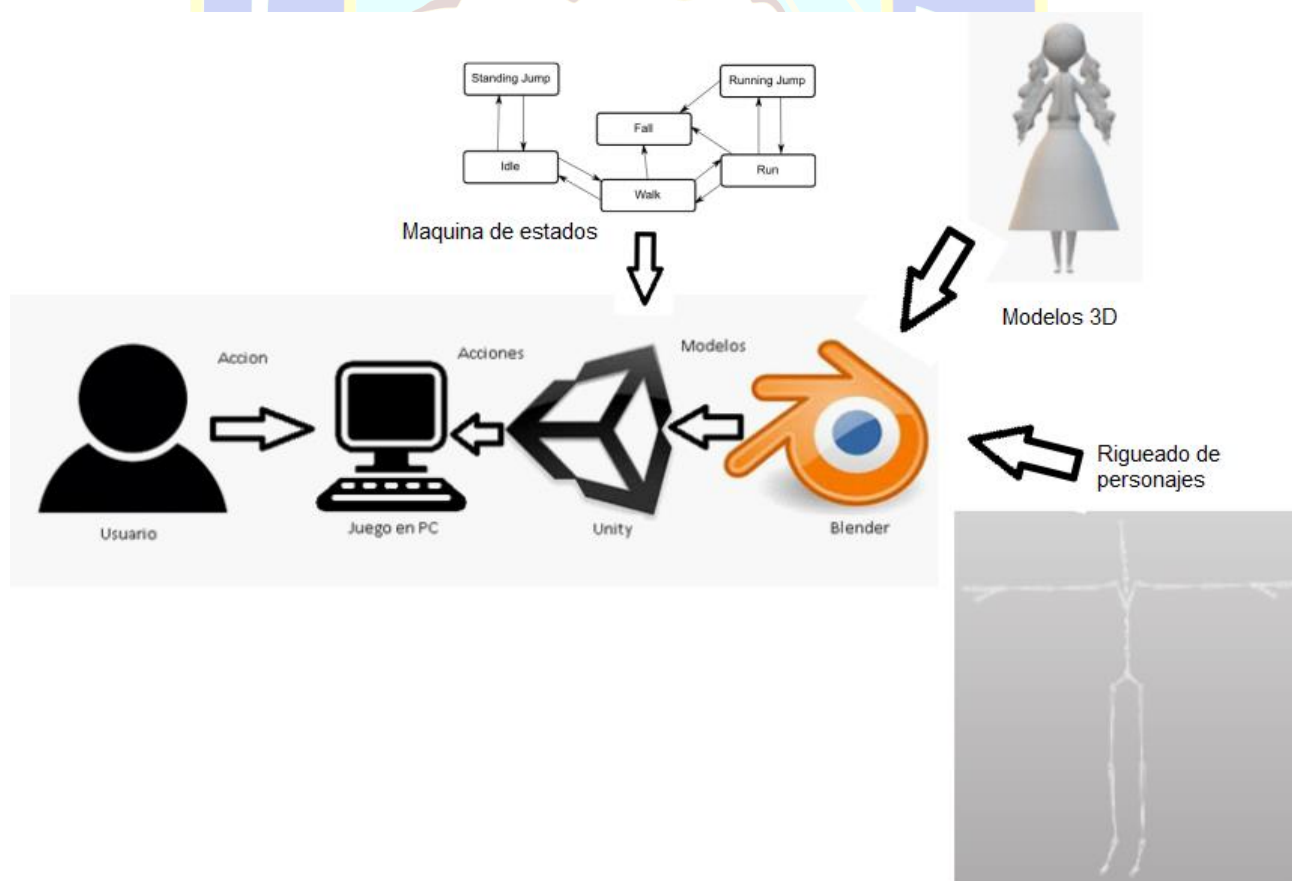 Standing Jump
Running Jump
Fall
Idle
Run
Walk
Maquina de estados
Modelos 3D
Accion
Acciones
Modelos
Rigueado de
personajes
Usuario
Juego en PC
Unity
Blender